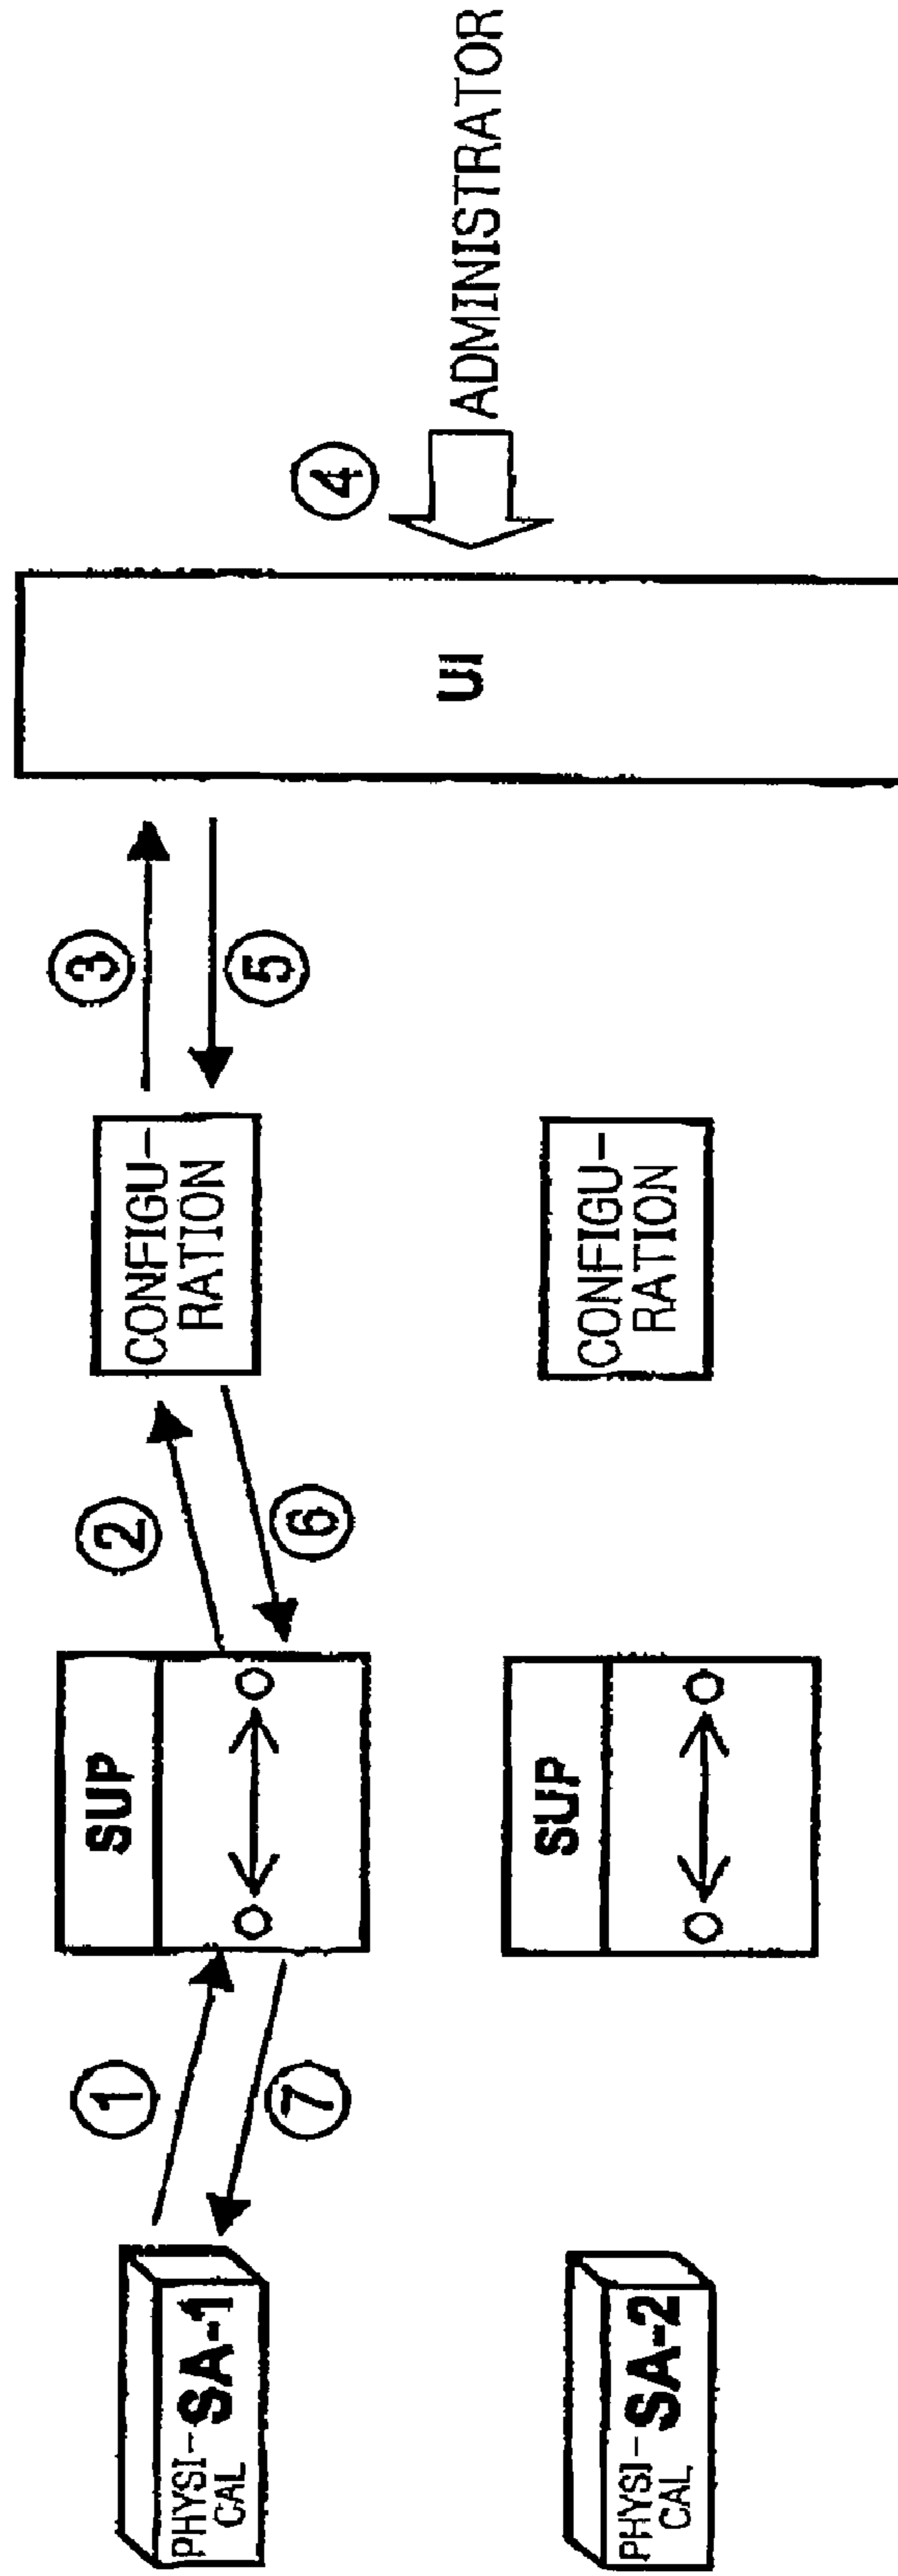 PHYSI-
CAL
SA-1
①
⑦
SUP
②
⑥
CONFIGU-
RATION
③
⑤
UI
④
ADMINISTRATOR
PHYSI-
CAL
SA-2
SUP
CONFIGU-
RATION